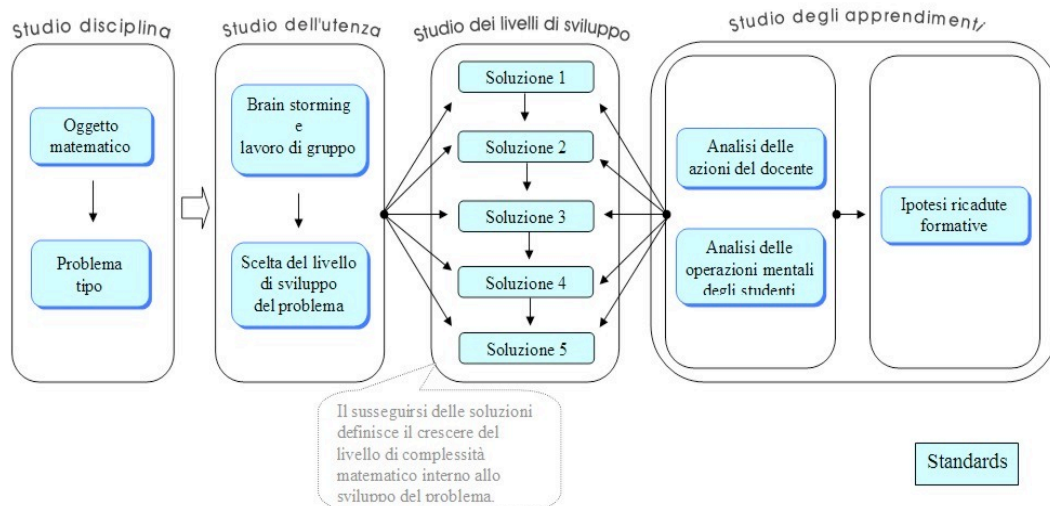 Studio disciplina
Oggetto
matematico
Problema
tipo
Studio dell'utenza
Brain storming
e
lavoro di gruppo
Scelta del livello
di sviluppo
del problema
Studio dei livelli di sviluppo
Soluzione 1
Soluzione 2
Soluzione 3
Soluzione 4
Soluzione 5
Il susseguirsi delle soluzioni
definisce il crescere del
livello di complessità
matematico interno allo
sviluppo del problema.
Studio degli apprendimenti
Analisi delle
azioni del docente
Analisi delle
operazioni mentali
degli studenti
Ipotesi ricadute
formative
Standards